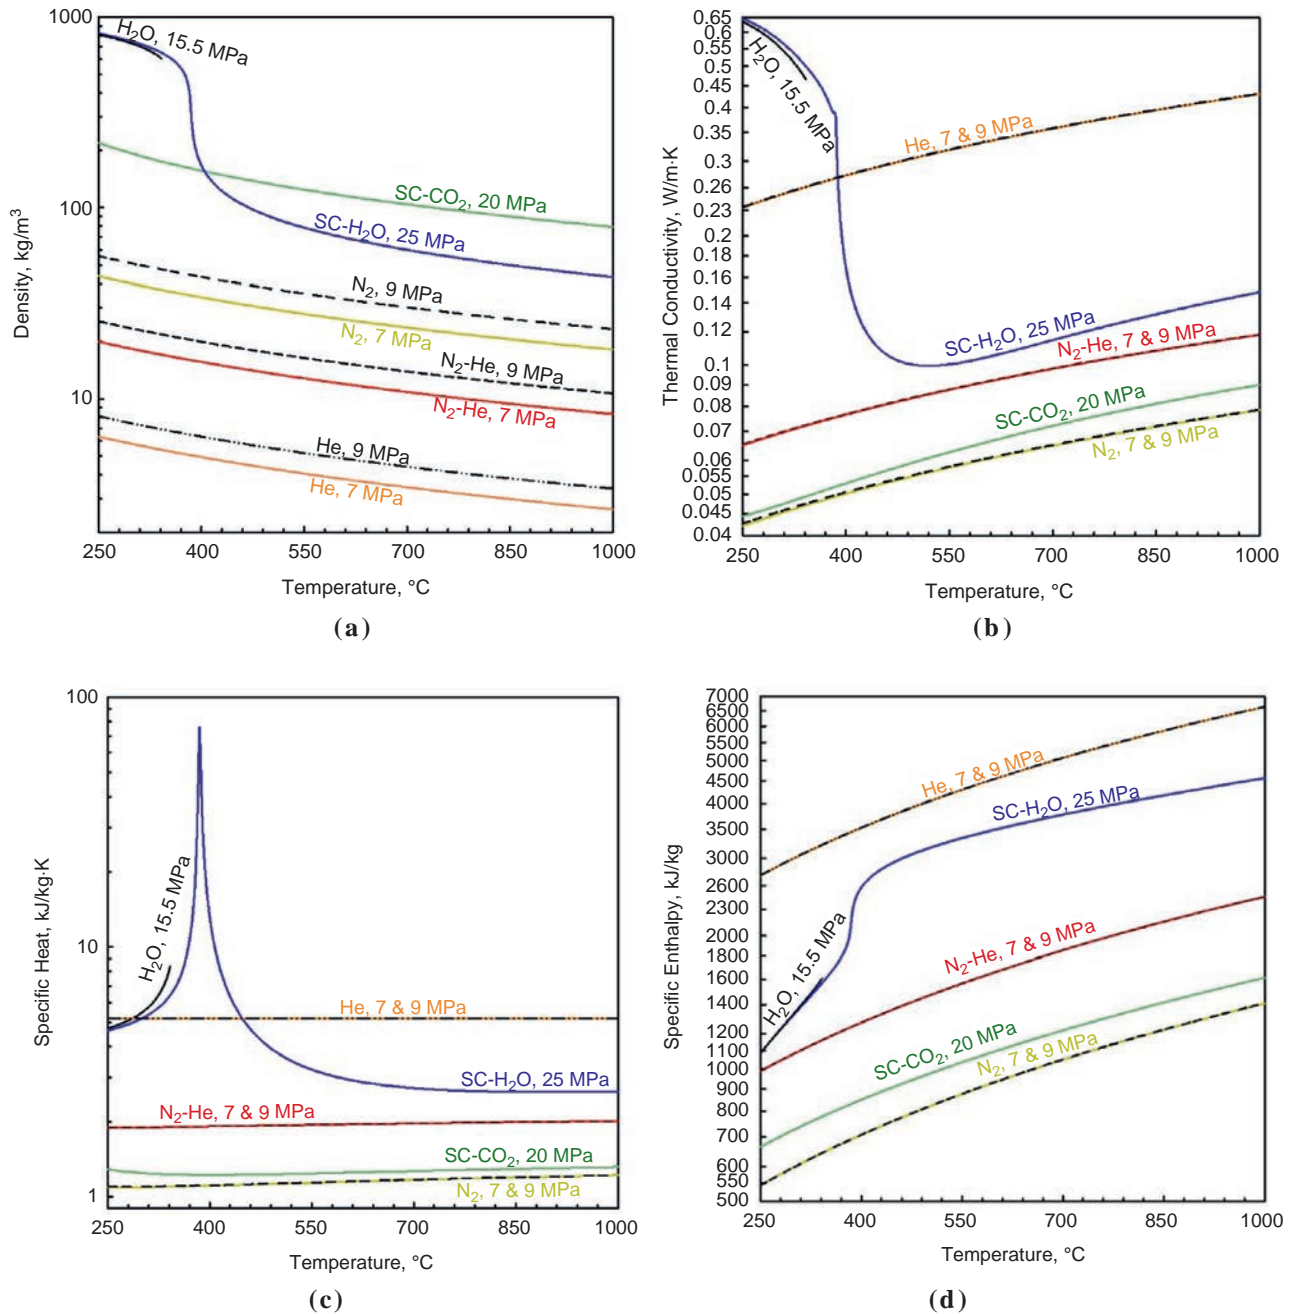 1000
100
10
Density, kg/m³
H₂O, 15.5 MPa
SC-CO₂, 20 MPa
SC-H₂O, 25 MPa
N₂, 9 MPa
N₂, 7 MPa
N₂-He, 9 MPa
N₂-He, 7 MPa
He, 9 MPa
He, 7 MPa
250 400 550 700 850 1000
Temperature, °C
(a)
0.65
0.6
0.55
0.5
0.45
0.4
0.35
0.3
0.26
0.23
0.2
0.18
0.16
0.14
0.12
0.1
0.09
0.08
0.07
0.06
0.055
0.05
0.045
0.04
Thermal Conductivity, W/m·K
H₂O, 15.5 MPa
He, 7 & 9 MPa
SC-H₂O, 25 MPa
N₂-He, 7 & 9 MPa
SC-CO₂, 20 MPa
N₂, 7 & 9 MPa
250 400 550 700 850 1000
Temperature, °C
(b)
100
10
1
Specific Heat, kJ/kg·K
H₂O, 15.5 MPa
He, 7 & 9 MPa
SC-H₂O, 25 MPa
N₂-He, 7 & 9 MPa
SC-CO₂, 20 MPa
N₂, 7 & 9 MPa
250 400 550 700 850 1000
Temperature, °C
(c)
7000
6500
6000
5500
5000
4500
4000
3500
3000
2600
2300
2000
1800
1600
1400
1200
1100
1000
900
800
700
600
550
500
Specific Enthalpy, kJ/kg
He, 7 & 9 MPa
SC-H₂O, 25 MPa
H₂O, 15.5 MPa
N₂-He, 7 & 9 MPa
SC-CO₂, 20 MPa
N₂, 7 & 9 MPa
250 400 550 700 850 1000
Temperature, °C
(d)